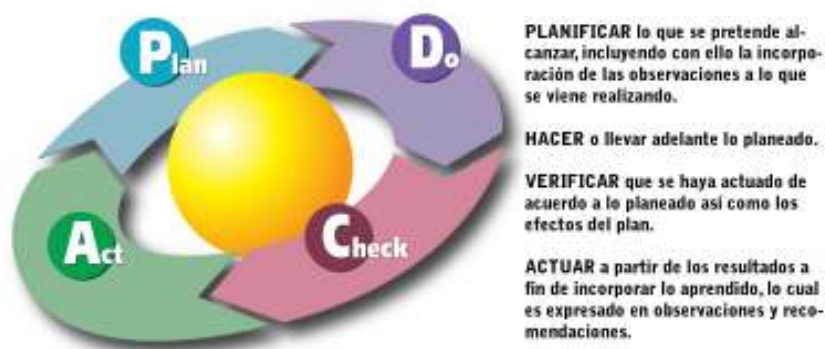 Plan
Do
Act
Check
PLANIFICAR lo que se pretende al-
canzar, incluyendo con ello la incorpo-
ración de las observaciones a lo que
se viene realizando.
HACER o llevar adelante lo planeado.
VERIFICAR que se haya actuado de
acuerdo a lo planeado así como los
efectos del plan.
ACTUAR a partir de los resultados a
fin de incorporar lo aprendido, lo cual
es expresado en observaciones y reco-
mendaciones.